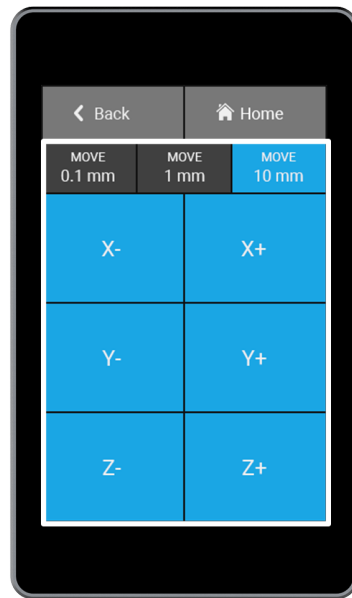 Back
Home
MOVE
0.1 mm
MOVE
1 mm
MOVE
10 mm
X-
X+
Y-
Y+
Z-
Z+